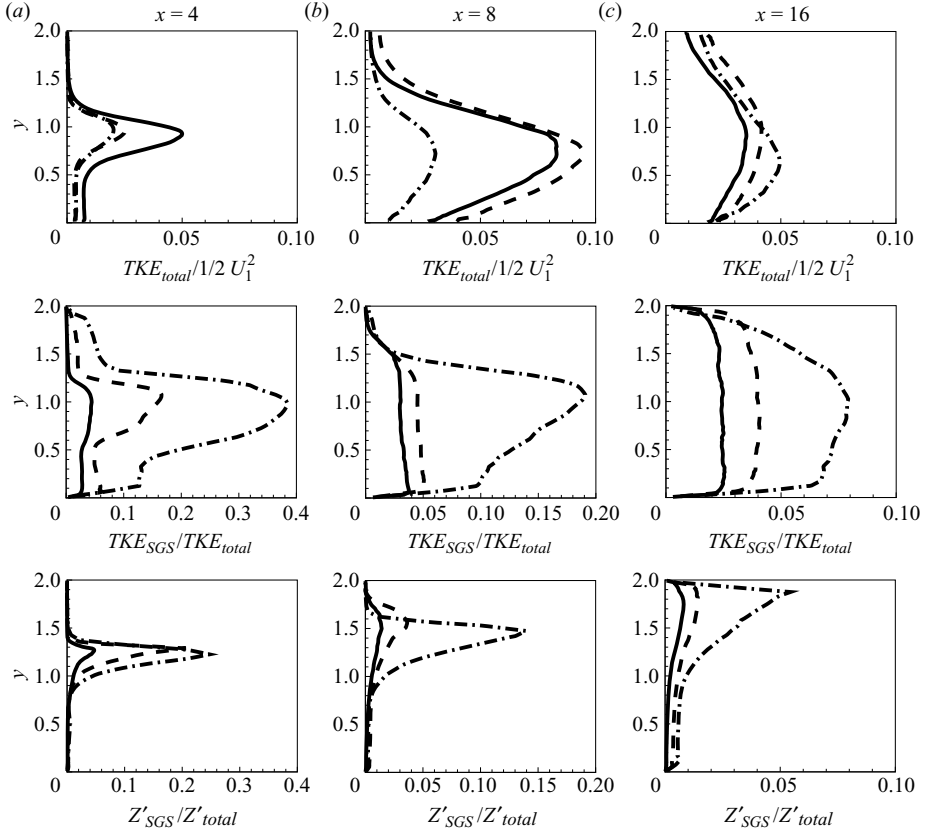 (a) x = 4 (b) x = 8 (c) x = 16
2.0 2.0 2.0
1.5 1.5 1.5
y 1.0 1.0 1.0
0.5 0.5 0.5
0 0.05 0.10 0 0.05 0.10 0 0.05 0.10
TKE_total/1/2 U_1^2 TKE_total/1/2 U_1^2 TKE_total/1/2 U_1^2
2.0 2.0 2.0
1.5 1.5 1.5
y 1.0 1.0 1.0
0.5 0.5 0.5
0 0.1 0.2 0.3 0.4 0 0.05 0.10 0.15 0.20 0 0.05 0.10
TKE_SGS/TKE_total TKE_SGS/TKE_total TKE_SGS/TKE_total
2.0 2.0 2.0
1.5 1.5 1.5
y 1.0 1.0 1.0
0.5 0.5 0.5
0 0.1 0.2 0.3 0.4 0 0.05 0.10 0.15 0.20 0 0.05 0.10
Z'_SGS/Z'_total Z'_SGS/Z'_total Z'_SGS/Z'_total